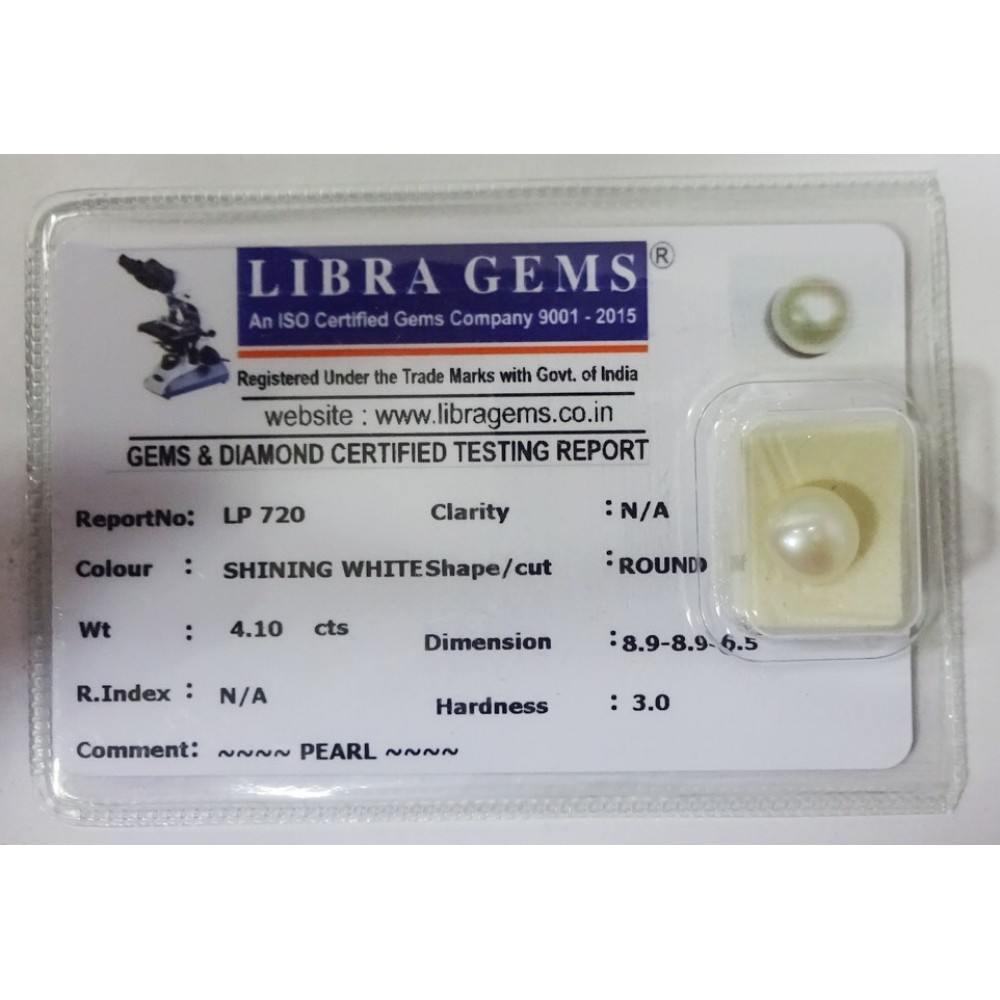 LIBRA GEMS ®
An ISO Certified Gems Company 9001 - 2015
Registered Under the Trade Marks with Govt. of India
website : www.libragems.co.in
GEMS & DIAMOND CERTIFIED TESTING REPORT
ReportNo: LP 720 Clarity : N/A
Colour : SHINING WHITE Shape/cut : ROUND
Wt : 4.10 cts Dimension : 8.9-8.9-6.5
R.Index : N/A Hardness : 3.0
Comment: ~~~~ PEARL ~~~~